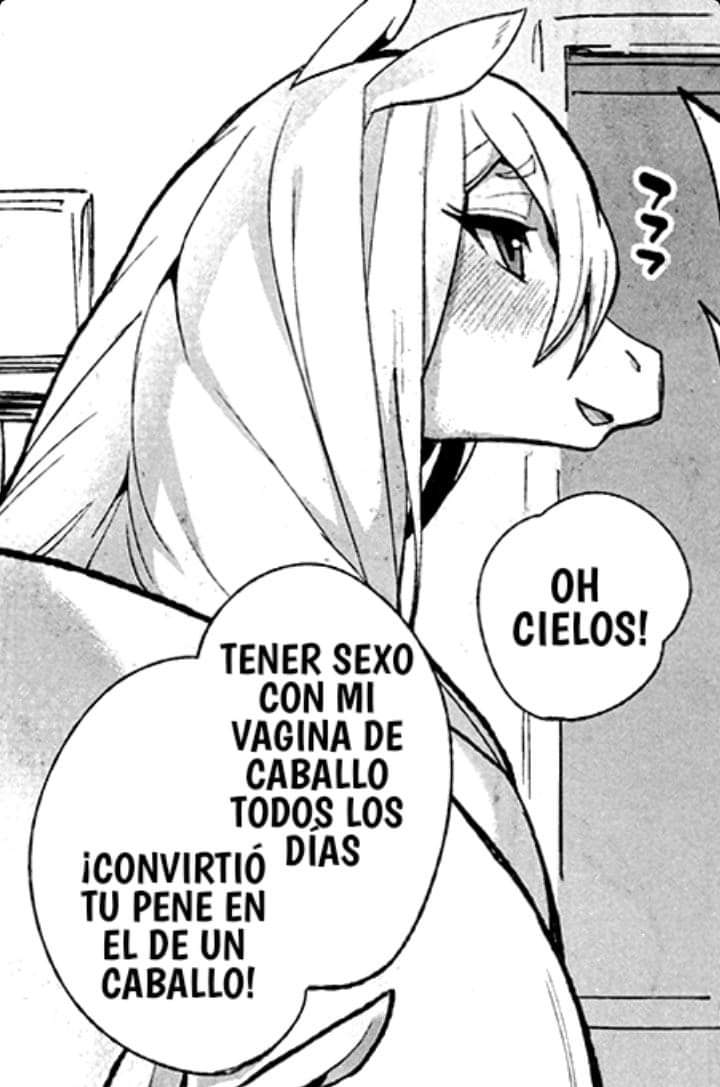 OH
CIELOS!
TENER SEXO
CON MI
VAGINA DE
CABALLO
TODOS LOS
DÍAS
¡CONVIRTIÓ
TU PENE EN
EL DE UN
CABALLO!
フフフ